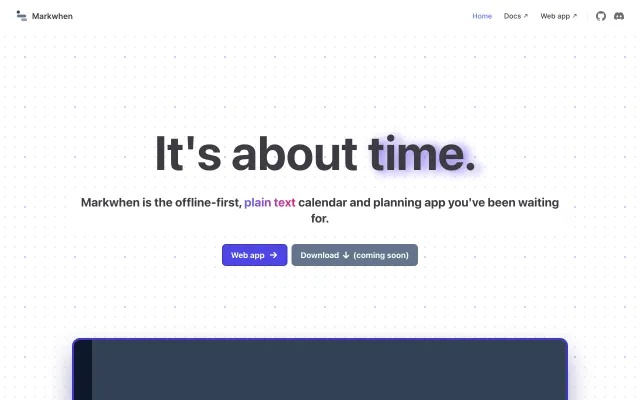 Markwhen
Home
Docs ↗
Web app ↗
It's about time.
Markwhen is the offline-first, plain text calendar and planning app you've been waiting
for.
Web app →
Download ↓ (coming soon)